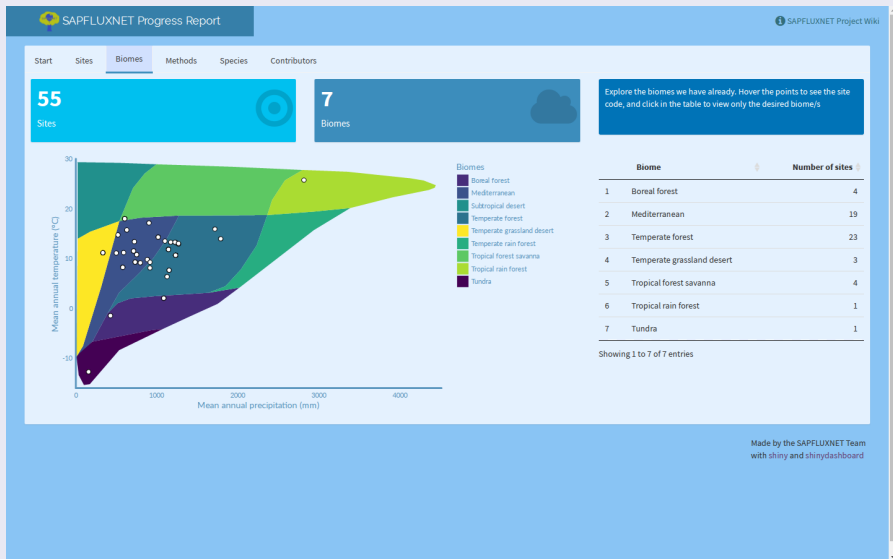 SAPFLUXNET Progress Report
SAPFLUXNET Project Wiki
Start Sites Biomes Methods Species Contributors
55
Sites
7
Biomes
Explore the biomes we have already. Hover the points to see the site
code, and click in the table to view only the desired biome/s
30
20
10
0
-10
Mean annual temperature (ºC)
0 1000 2000 3000 4000
Mean annual precipitation (mm)
Biomes
Boreal forest
Mediterranean
Subtropical desert
Temperate forest
Temperate grassland desert
Temperate rain forest
Tropical forest savanna
Tropical rain forest
Tundra
Biome Number of sites
1 Boreal forest 4
2 Mediterranean 19
3 Temperate forest 23
4 Temperate grassland desert 3
5 Tropical forest savanna 4
6 Tropical rain forest 1
7 Tundra 1
Showing 1 to 7 of 7 entries
Made by the SAPFLUXNET Team
with shiny and shinydashboard